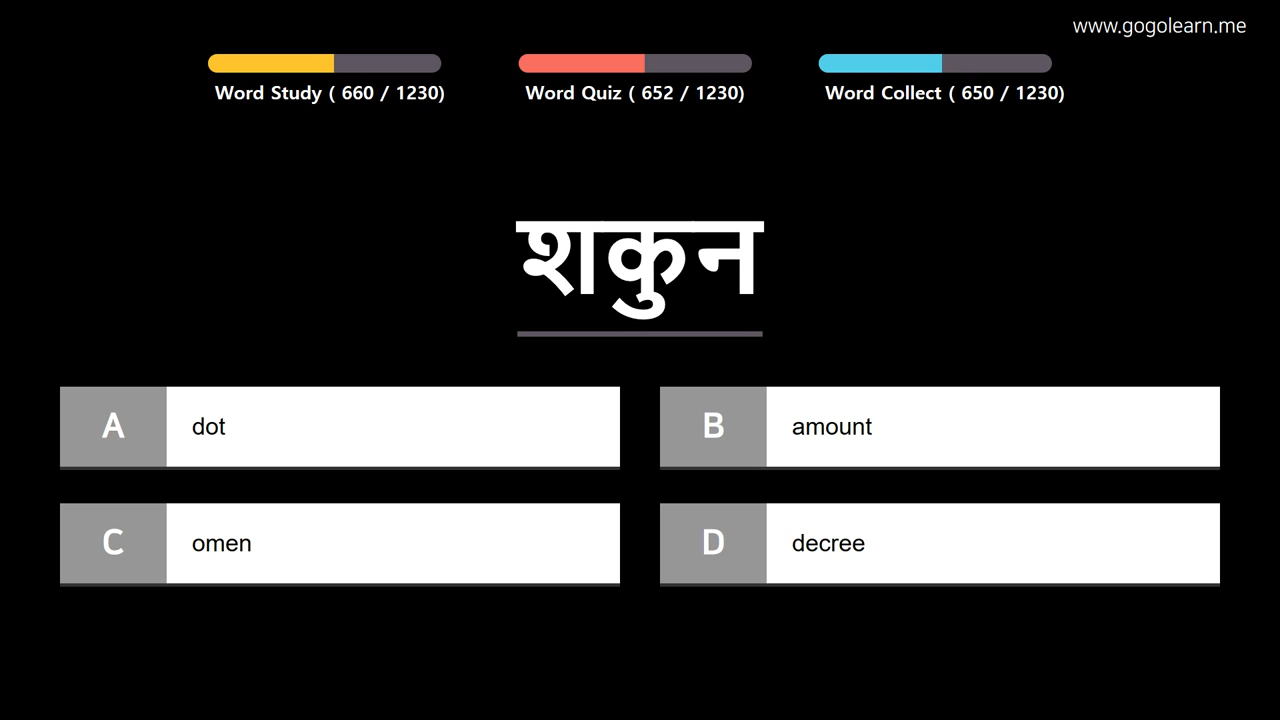 www.gogolearn.me
Word Study ( 660 / 1230)
Word Quiz ( 652 / 1230)
Word Collect ( 650 / 1230)
शकुन
A dot
B amount
C omen
D decree